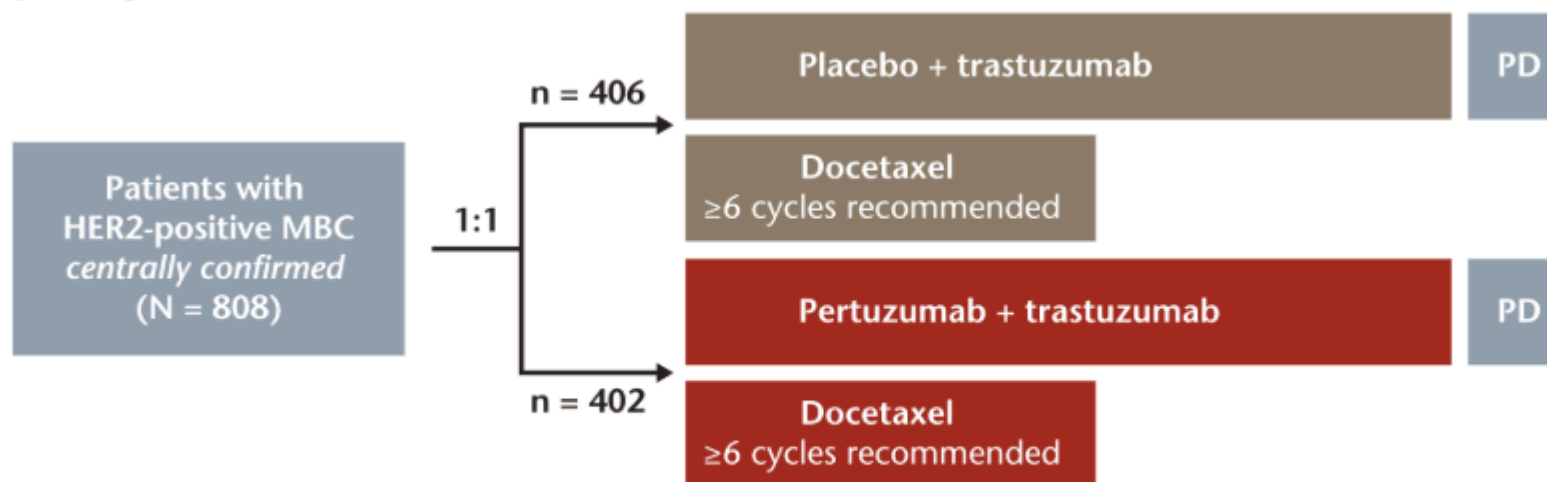 Placebo + trastuzumab
PD
n = 406
Docetaxel
≥6 cycles recommended
Patients with
HER2-positive MBC
centrally confirmed
(N = 808)
1:1
Pertuzumab + trastuzumab
PD
n = 402
Docetaxel
≥6 cycles recommended